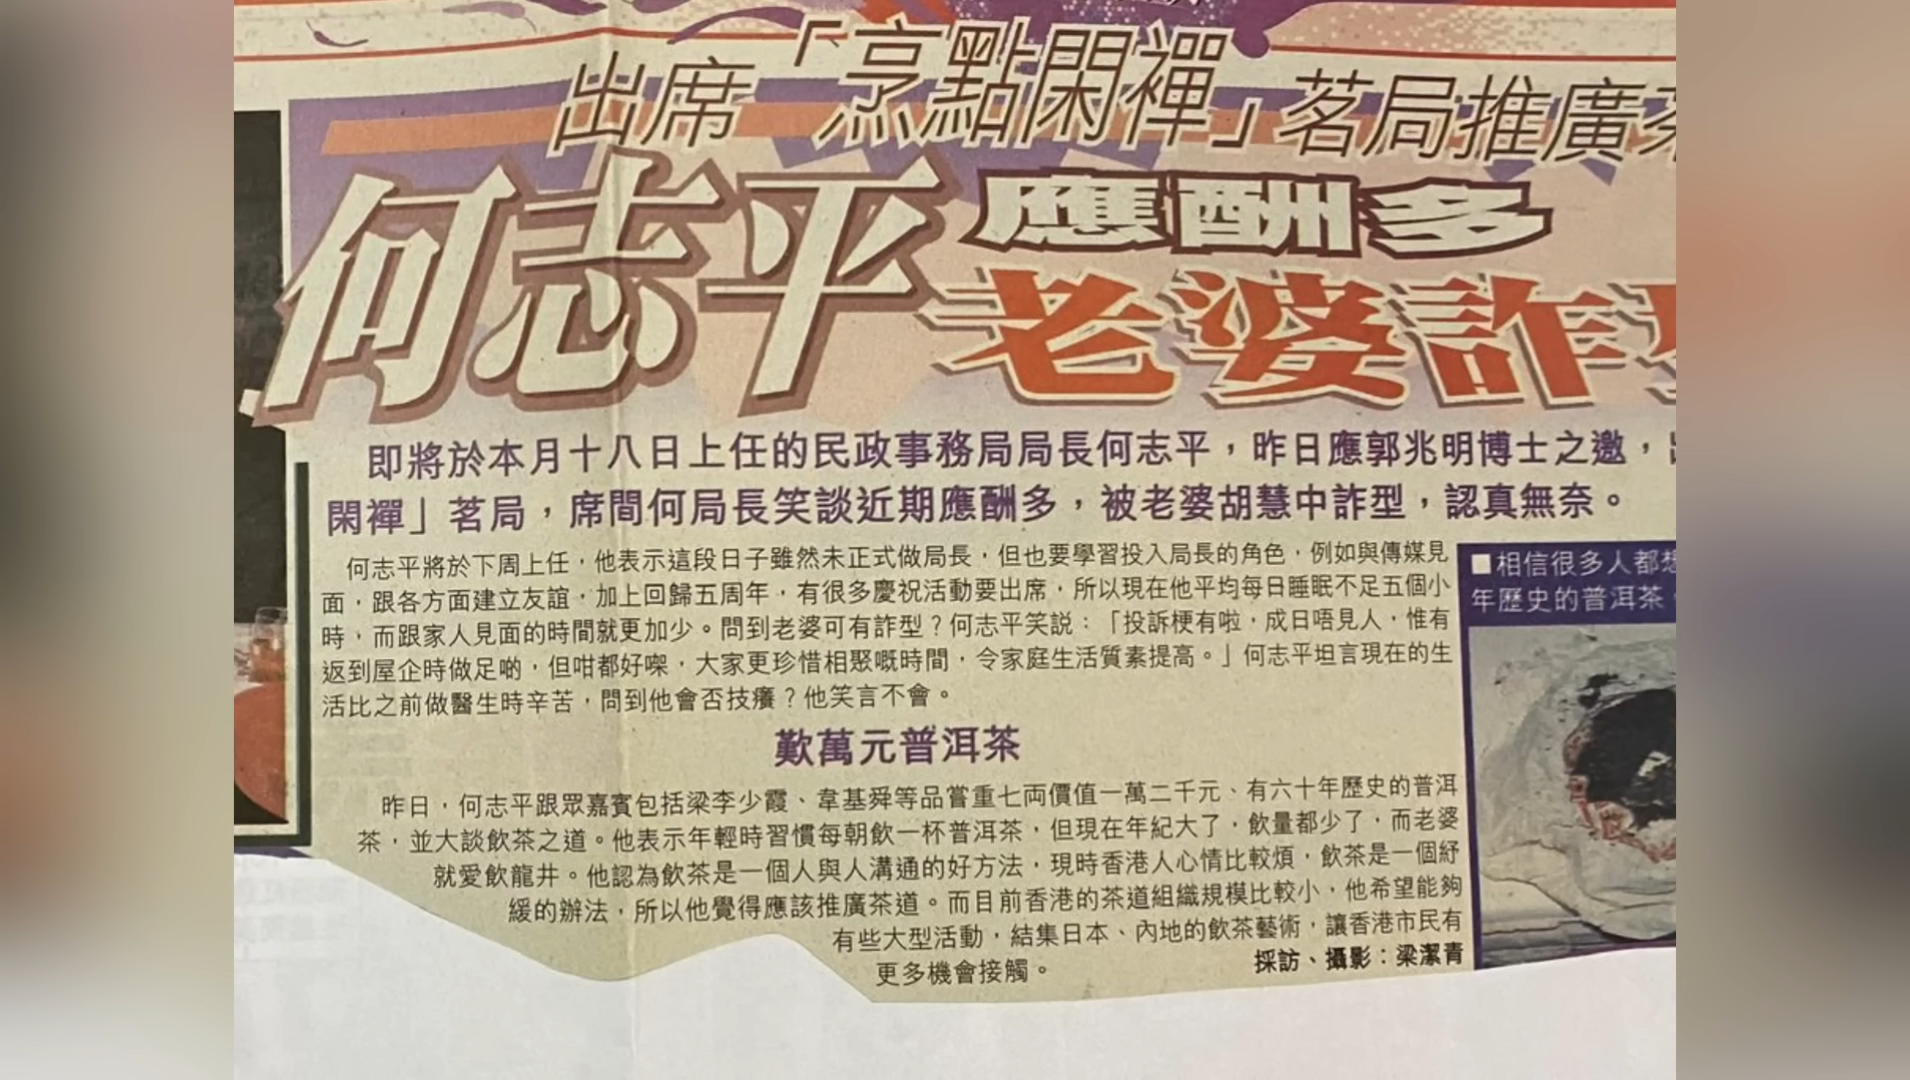 出席「烹點閑禪」茗局推廣茶
何志平 應酬多
老婆詐型
即將於本月十八日上任的民政事務局局長何志平，昨日應郭兆明博士之邀，
閑禪」茗局，席間何局長笑談近期應酬多，被老婆胡慧中詐型，認真無奈。
何志平將於下周上任，他表示這段日子雖然未正式做局長，但也要學習投入局長的角色，例如與傳媒見
面，跟各方面建立友誼，加上回歸五周年，有很多慶祝活動要出席，所以現在他平均每日睡眠不足五個小
時，而跟家人見面的時間就更加少。問到老婆可有詐型？何志平笑説：「投訴梗有啦，成日唔見人，惟有
返到屋企時做足啲，但咁都好㗎，大家更珍惜相聚嘅時間，令家庭生活質素提高。」何志平坦言現在的生
活比之前做醫生時辛苦，問到他會否技癢？他笑言不會。
歎萬元普洱茶
昨日，何志平跟眾嘉賓包括梁李少霞、韋基舜等品嘗重七両價值一萬二千元、有六十年歷史的普洱
茶，並大談飲茶之道。他表示年輕時習慣每朝飲一杯普洱茶，但現在年紀大了，飲量都少了，而老婆
就愛飲龍井。他認為飲茶是一個人與人溝通的好方法，現時香港人心情比較煩，飲茶是一個紓
緩的辦法，所以他覺得應該推廣茶道。而目前香港的茶道組織規模比較小，他希望能夠
有些大型活動，結集日本、內地的飲茶藝術，讓香港市民有
更多機會接觸。
採訪、攝影：梁潔青
■相信很多人都想
年歷史的普洱茶，